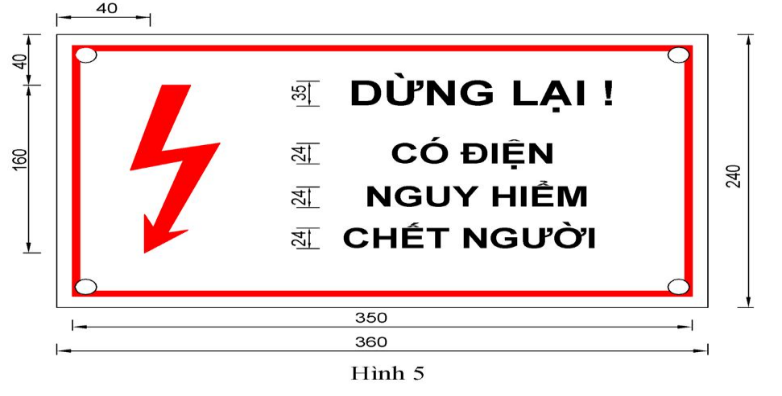 40
40
35
DỪNG LẠI !
160
24
CÓ ĐIỆN
240
24
NGUY HIỂM
24
CHẾT NGƯỜI
350
360
Hình 5